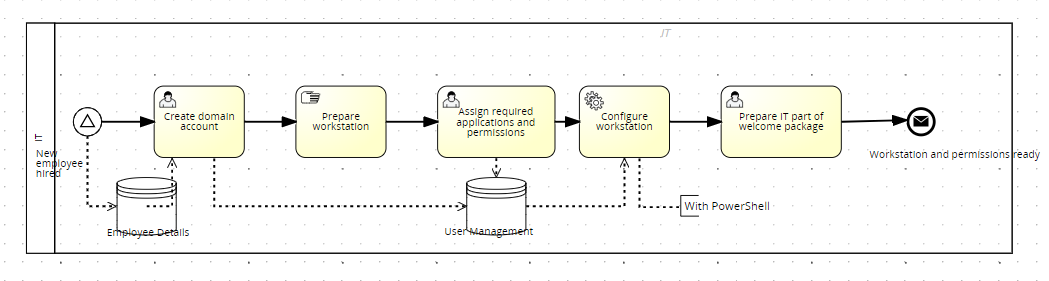 IT
IT
New
employee
hired
Create domain
account
Prepare
workstation
Assign required
applications and
permissions
Configure
workstation
Prepare IT part of
welcome package
Workstation and permissions ready
Employee Details
User Management
With PowerShell